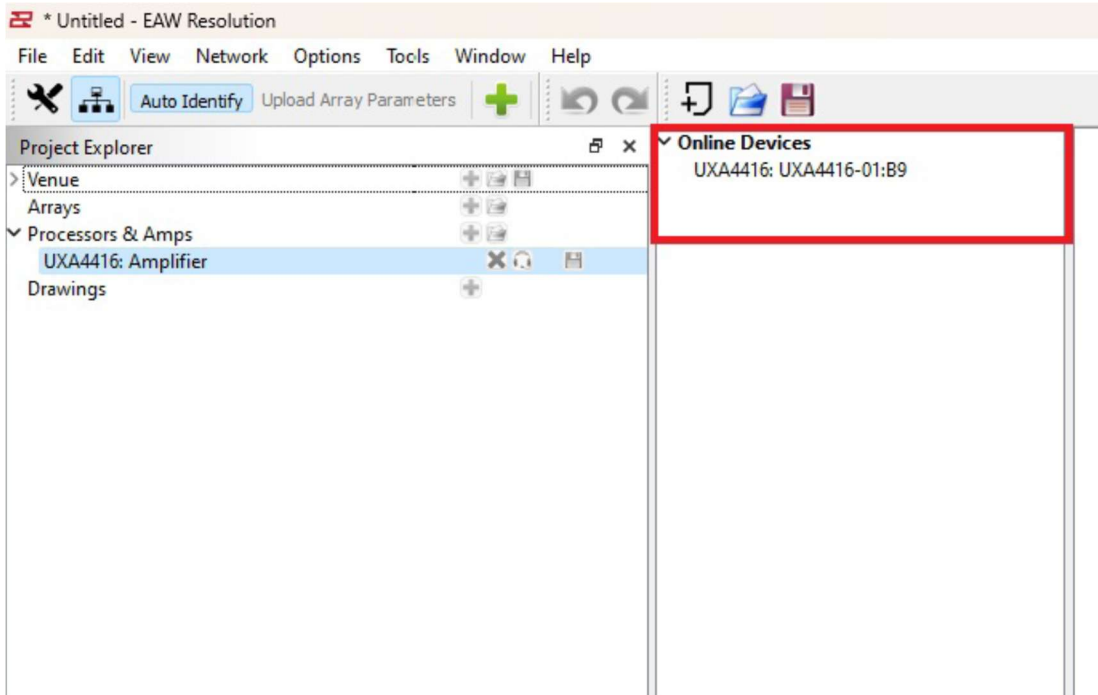 * Untitled - EAW Resolution
File Edit View Network Options Tools Window Help
Auto Identify Upload Array Parameters
Project Explorer
Venue
Arrays
Processors & Amps
UXA4416: Amplifier
Drawings
Online Devices
UXA4416: UXA4416-01:B9